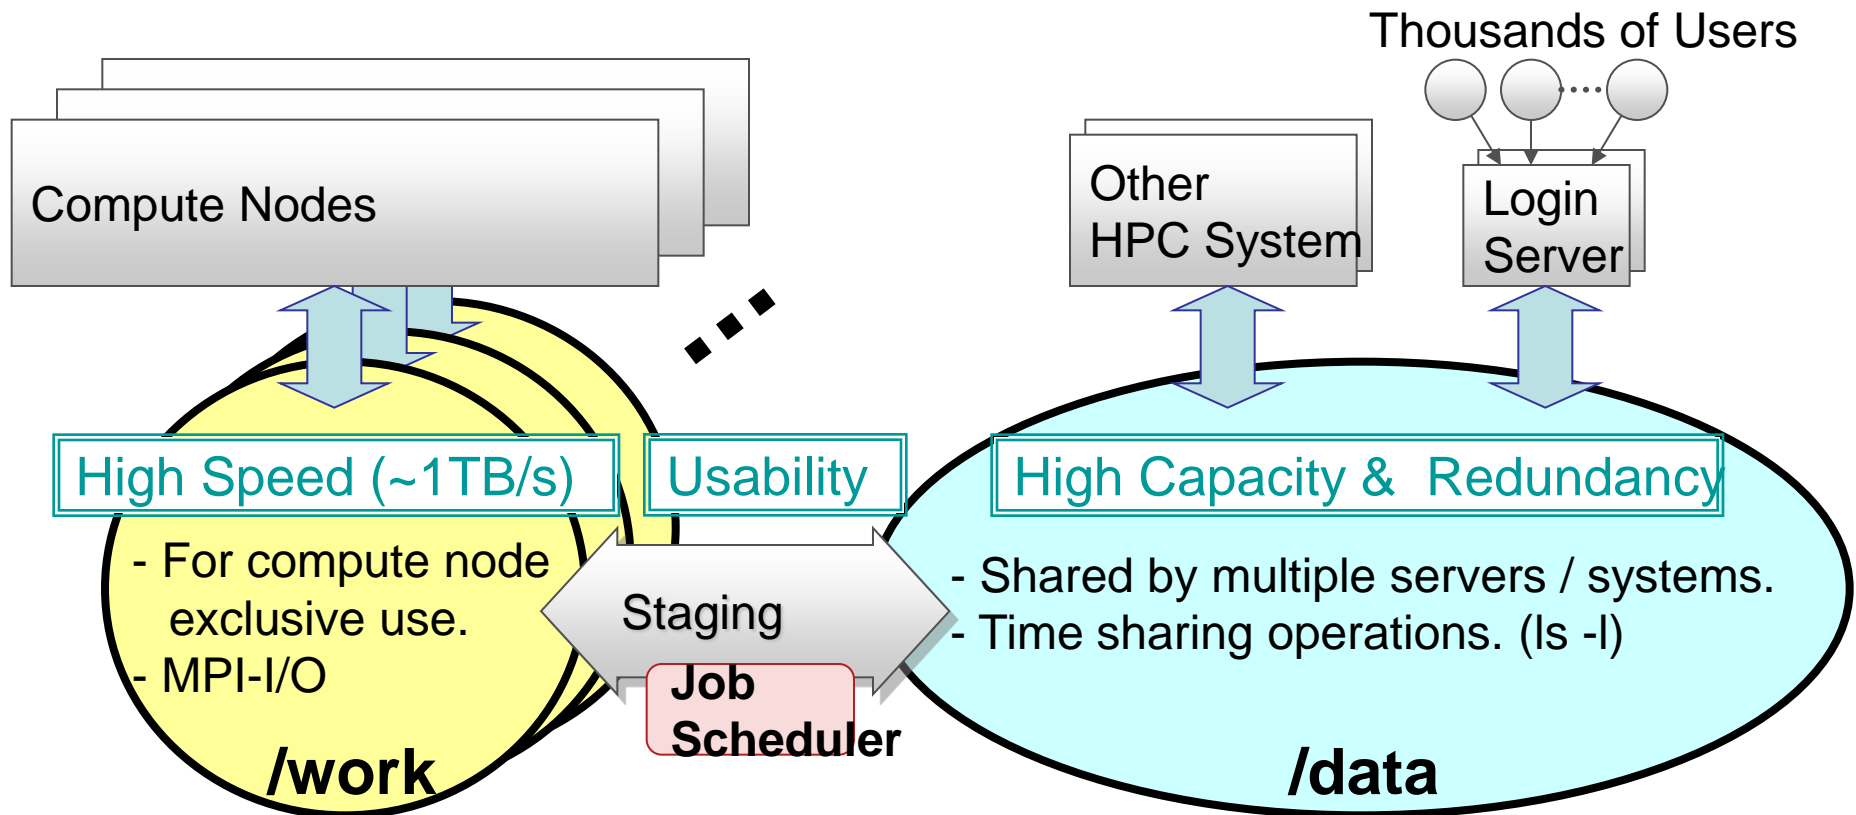 Thousands of Users
Compute Nodes
Other
HPC System
Login
Server
High Speed (~1TB/s)
Usability
High Capacity & Redundancy
- For compute node
exclusive use.
- MPI-I/O
Staging
Job
Scheduler
- Shared by multiple servers / systems.
- Time sharing operations. (ls -l)
/work
/data